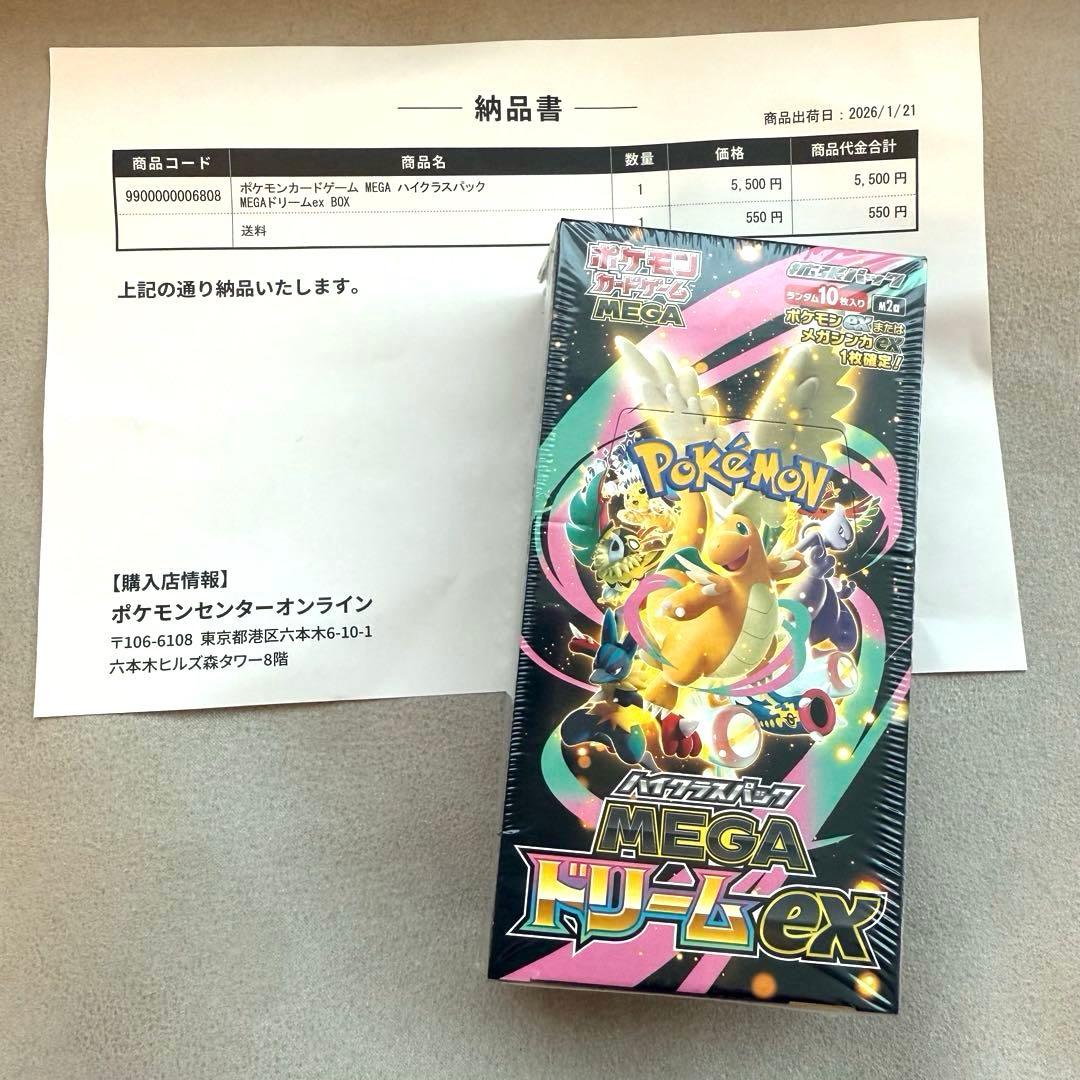 納品書
商品出荷日：2026/1/21
商品コード 商品名 数量 価格 商品代金合計
9900000006808 ポケモンカードゲーム MEGA ハイクラスパック 1 5,500 円 5,500 円
MEGAドリームex BOX
送料 1 550 円 550 円
上記の通り納品いたします。
【購入店情報】
ポケモンセンターオンライン
〒106-6108 東京都港区六本木6-10-1
六本木ヒルズ森タワー8階
ポケモン
カードゲーム
MEGA
拡張パック
ランダム10枚入り M2a
ポケモンexまたは
メガシンカex
1枚確定!
POKéMON
ハイクラスパック
MEGA
ドリームex